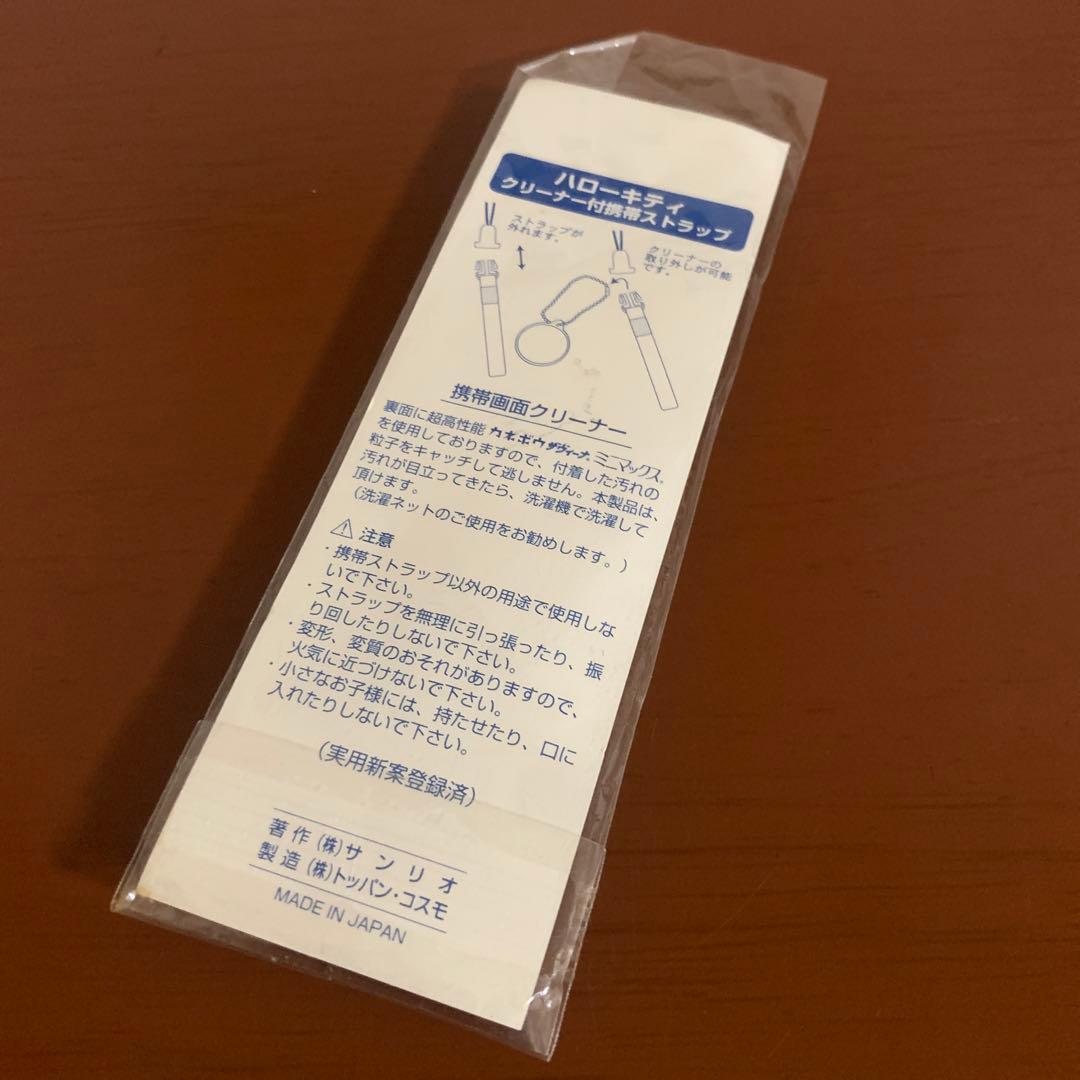 ハローキティ
クリーナー付携帯ストラップ
ストラップが
外れます。
クリーナーの
取り外しが可能
です。
携帯画面クリーナー
裏面に超高性能 カネボウ ザヴィーナ ミニマックス®
を使用しておりますので、付着した汚れの
粒子をキャッチして逃しません。本製品は、
汚れが目立ってきたら、洗濯機で洗濯して
頂けます。
(洗濯ネットのご使用をお勧めします。)
⚠ 注意
・携帯ストラップ以外の用途で使用しな
いで下さい。
・ストラップを無理に引っ張ったり、振
り回したりしないで下さい。
・変形、変質のおそれがありますので、
火気に近づけないで下さい。
・小さなお子様には、持たせたり、口に
入れたりしないで下さい。
(実用新案登録済)
著作 (株)サンリオ
製造 (株)トッパン・コスモ
MADE IN JAPAN